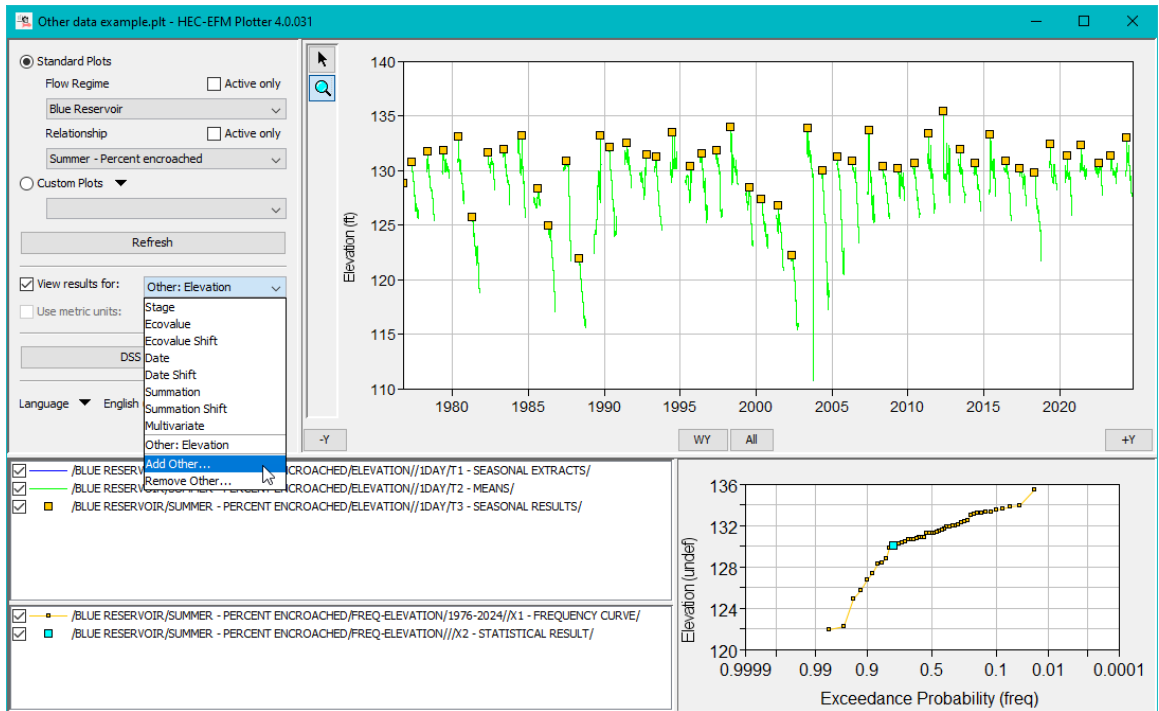 Other data example.plt - HEC-EFM Plotter 4.0.031
Standard Plots
Flow Regime
Active only
Blue Reservoir
Relationship
Active only
Summer - Percent encroached
Custom Plots
Refresh
View results for:
Other: Elevation
Use metric units:
Stage
Ecovalue
Ecovalue Shift
Date
Date Shift
Summation
Summation Shift
Multivariate
Other: Elevation
Add Other...
Remove Other...
DSS
Language
English
140
135
130
125
120
115
110
Elevation (ft)
1980 1985 1990 1995 2000 2005 2010 2015 2020
-Y
WY
All
+Y
/BLUE RESERV
CROACHED/ELEVATION//1DAY/T1 - SEASONAL EXTRACTS/
/BLUE RESERVOIR/SUMMER - PERCENT ENCROACHED/ELEVATION//1DAY/T2 - MEANS/
/BLUE RESERVOIR/SUMMER - PERCENT ENCROACHED/ELEVATION//1DAY/T3 - SEASONAL RESULTS/
/BLUE RESERVOIR/SUMMER - PERCENT ENCROACHED/FREQ-ELEVATION/1976-2024//X1 - FREQUENCY CURVE/
/BLUE RESERVOIR/SUMMER - PERCENT ENCROACHED/FREQ-ELEVATION///X2 - STATISTICAL RESULT/
136
132
128
124
120
Elevation (undef)
0.9999 0.99 0.9 0.5 0.1 0.01 0.0001
Exceedance Probability (freq)